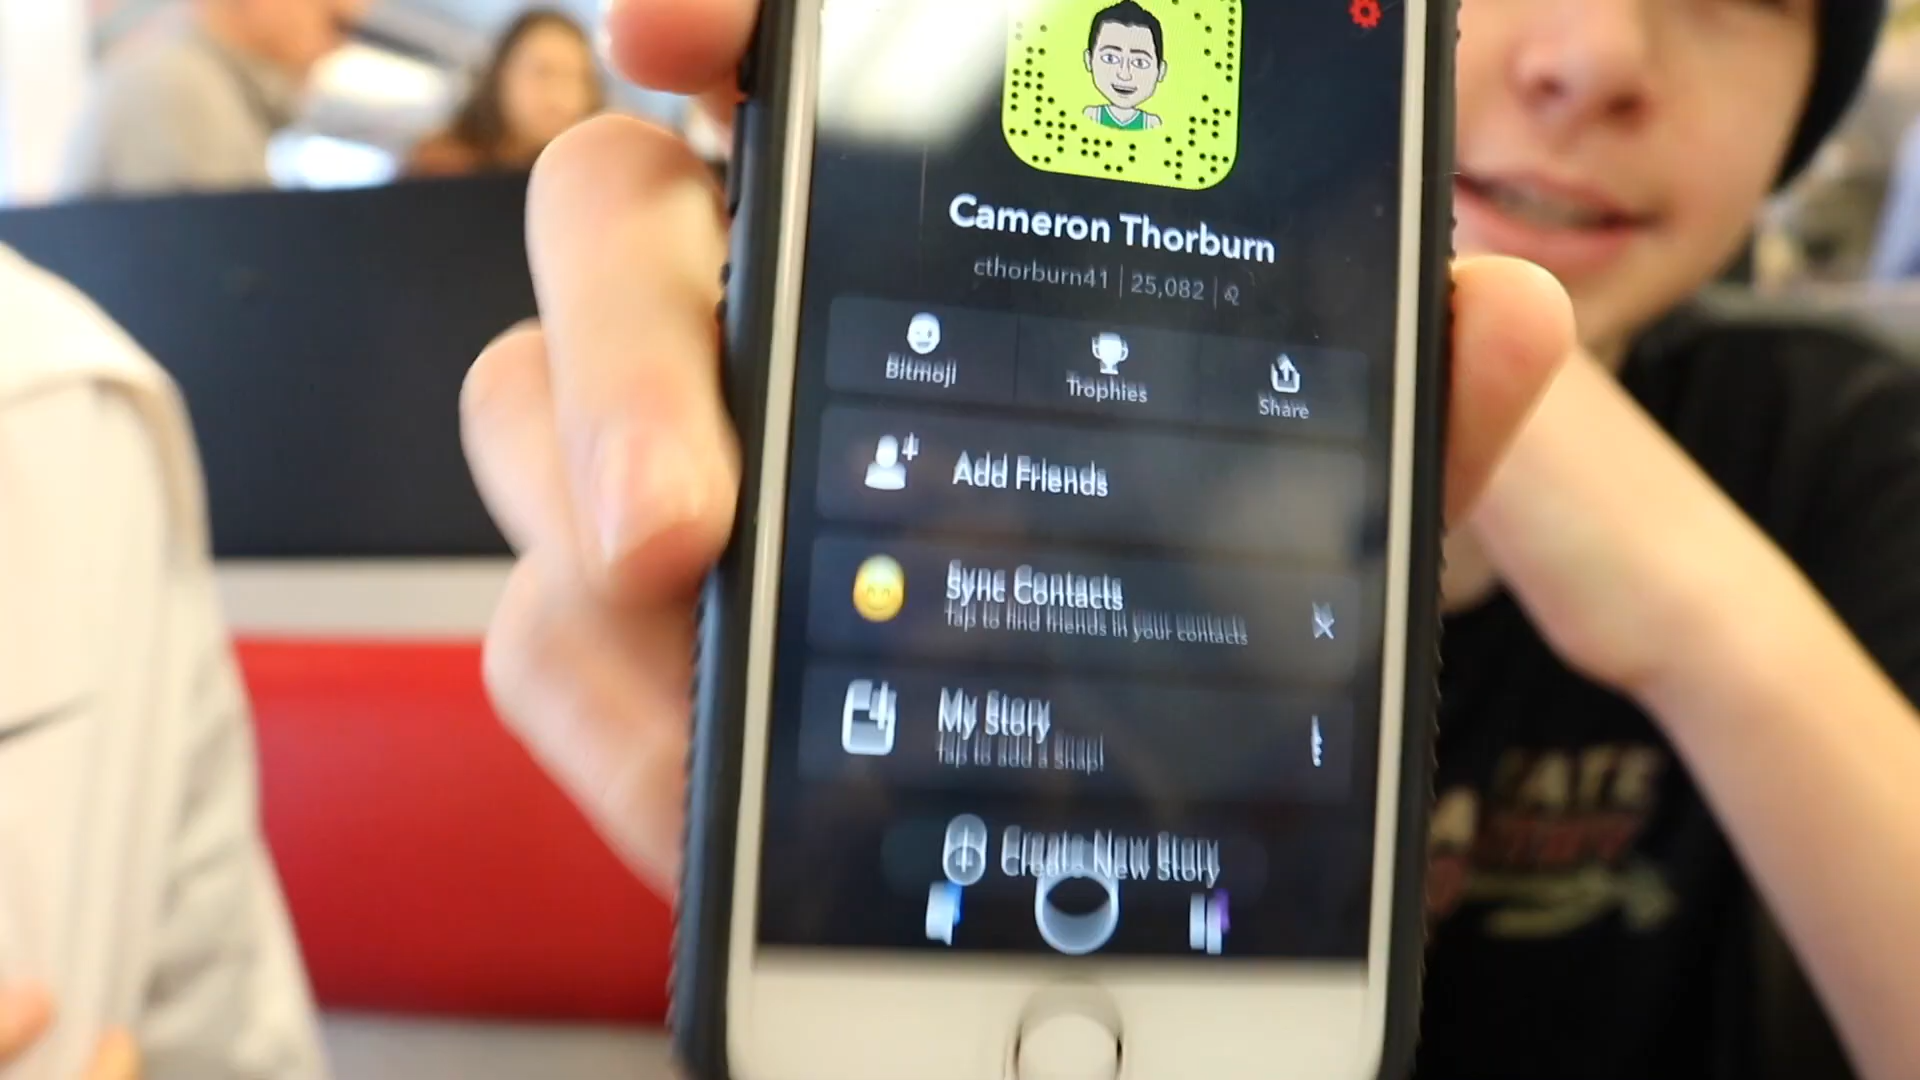 Cameron Thorburn
cthorburn41 | 25,082 | ♌
Bitmoji
Trophies
Share
Add Friends
Sync Contacts
Tap to find friends in your contacts
My Story
Tap to add a Snap!
Create New Story